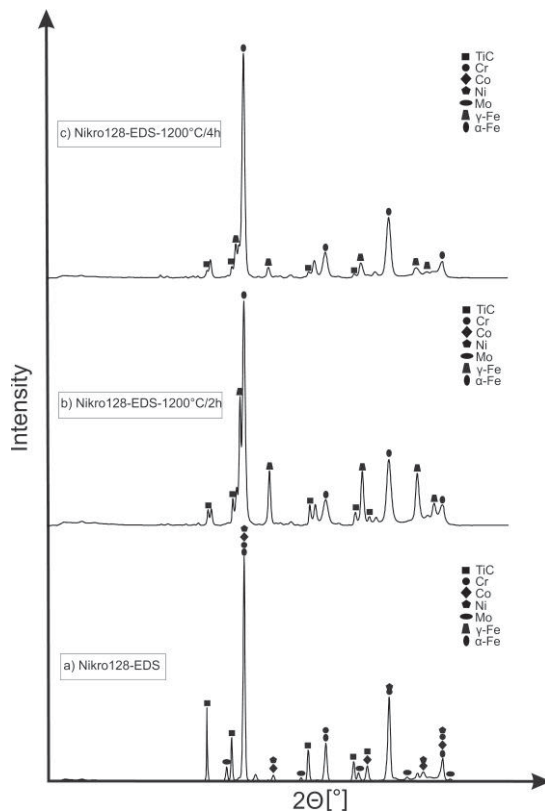 TiC
Cr
Co
Ni
Mo
γ-Fe
α-Fe
c) Nikro128-EDS-1200°C/4h
TiC
Cr
Co
Ni
Mo
γ-Fe
α-Fe
b) Nikro128-EDS-1200°C/2h
TiC
Cr
Co
Ni
Mo
γ-Fe
α-Fe
a) Nikro128-EDS
Intensity
2Θ[°]